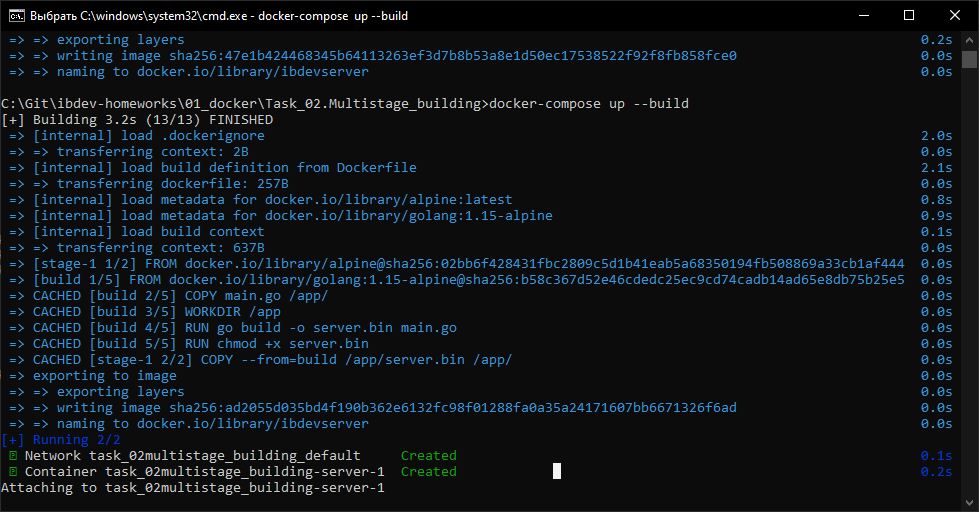 Выбрать C:\windows\system32\cmd.exe - docker-compose up --build
=> => exporting layers 0.2s
=> => writing image sha256:47e1b424468345b64113263ef3d7b8b53a8e1d50ec17538522f92f8fb858fce0 0.0s
=> => naming to docker.io/library/ibdevserver 0.0s
C:\Git\ibdev-homeworks\01_docker\Task_02.Multistage_building>docker-compose up --build
[+] Building 3.2s (13/13) FINISHED
=> [internal] load .dockerignore 2.0s
=> => transferring context: 2B 0.0s
=> [internal] load build definition from Dockerfile 2.1s
=> => transferring dockerfile: 257B 0.0s
=> [internal] load metadata for docker.io/library/alpine:latest 0.8s
=> [internal] load metadata for docker.io/library/golang:1.15-alpine 0.9s
=> [internal] load build context 0.1s
=> => transferring context: 637B 0.0s
=> [stage-1 1/2] FROM docker.io/library/alpine@sha256:02bb6f428431fbc2809c5d1b41eab5a68350194fb508869a33cb1af444 0.0s
=> [build 1/5] FROM docker.io/library/golang:1.15-alpine@sha256:b58c367d52e46cdedc25ec9cd74cadb14ad65e8db75b25e5 0.0s
=> CACHED [build 2/5] COPY main.go /app/ 0.0s
=> CACHED [build 3/5] WORKDIR /app 0.0s
=> CACHED [build 4/5] RUN go build -o server.bin main.go 0.0s
=> CACHED [build 5/5] RUN chmod +x server.bin 0.0s
=> CACHED [stage-1 2/2] COPY --from=build /app/server.bin /app/ 0.0s
=> exporting to image 0.0s
=> => exporting layers 0.0s
=> => writing image sha256:ad2055d035bd4f190b362e6132fc98f01288fa0a35a24171607bb6671326f6ad 0.0s
=> => naming to docker.io/library/ibdevserver 0.0s
[+] Running 2/2
Network task_02multistage_building_default Created 0.1s
Container task_02multistage_building-server-1 Created 0.2s
Attaching to task_02multistage_building-server-1